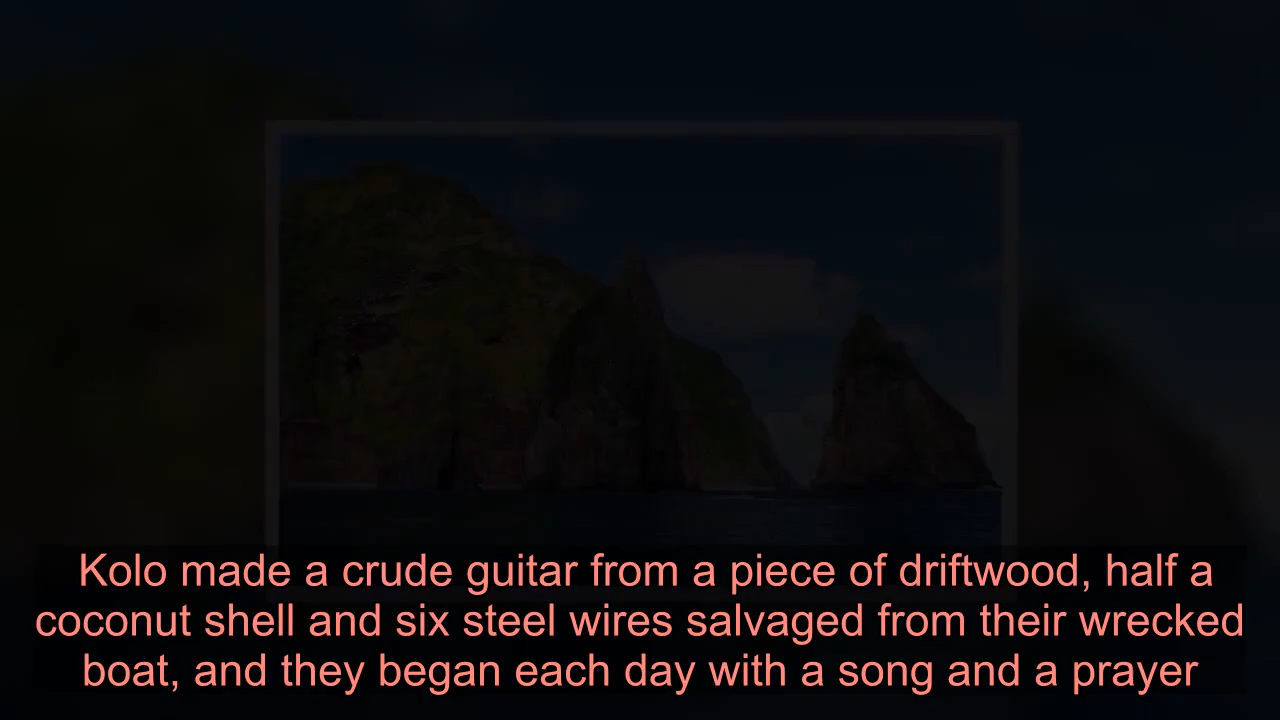 Kolo made a crude guitar from a piece of driftwood, half a
coconut shell and six steel wires salvaged from their wrecked
boat, and they began each day with a song and a prayer